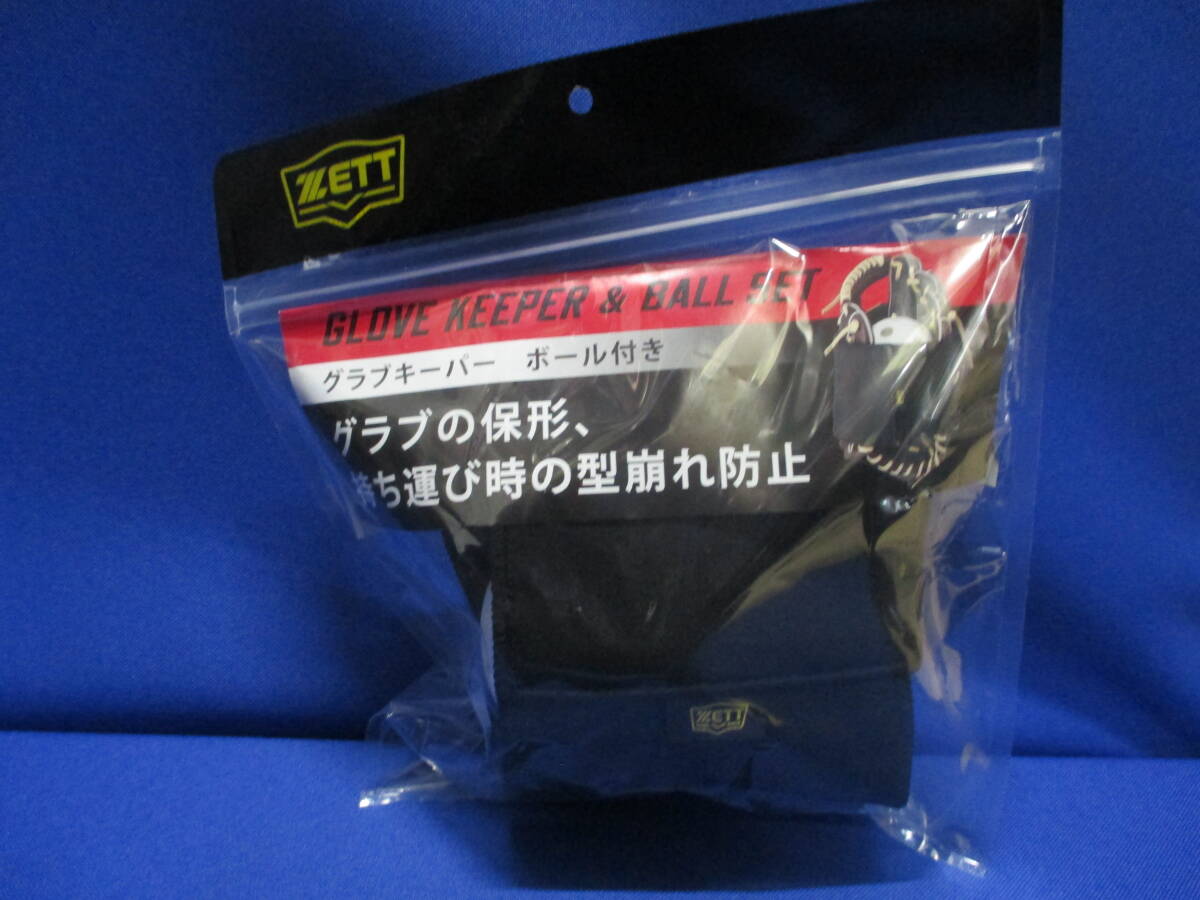 ZETT
GLOVE KEEPER & BALL SET
グラブキーパー ボール付き
グラブの保形、
持ち運び時の型崩れ防止
ZETT